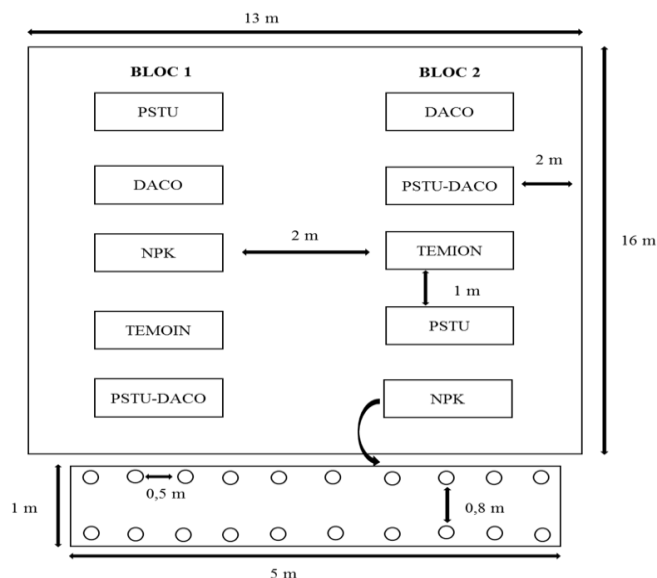 13 m
BLOC 1
BLOC 2
PSTU
DACO
DACO
PSTU-DACO
2 m
NPK
2 m
TEMION
16 m
1 m
TEMOIN
PSTU
PSTU-DACO
NPK
1 m
0,5 m
0,8 m
5 m